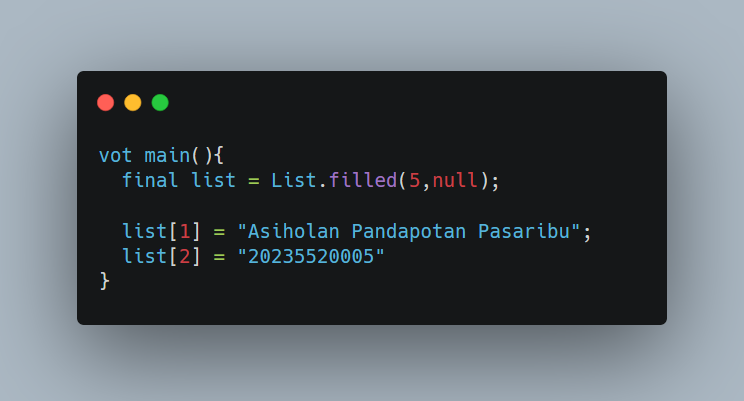 vot main(){
  final list = List.filled(5,null);

  list[1] = "Asiholan Pandapotan Pasaribu";
  list[2] = "20235520005"
}